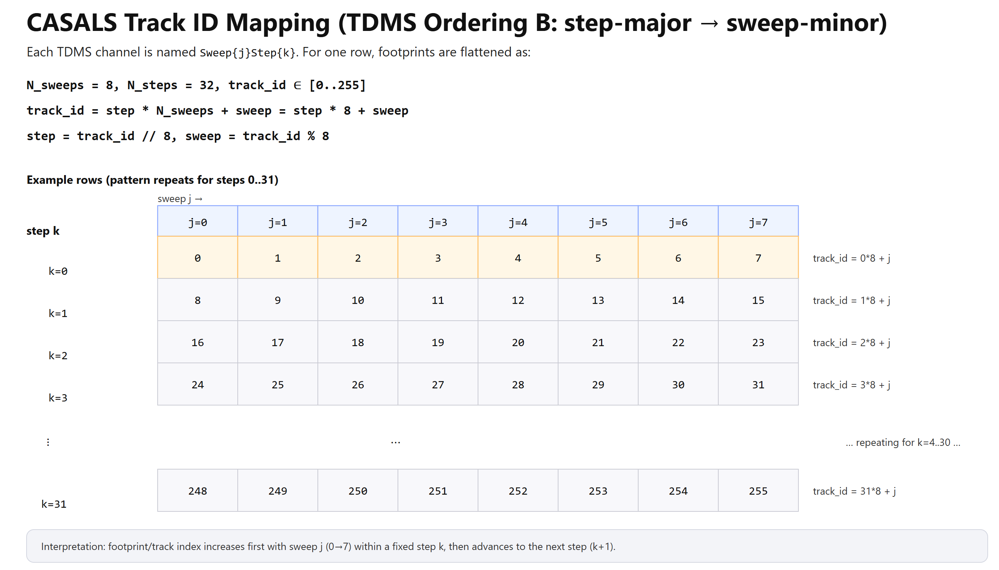 CASALS Track ID Mapping (TDMS Ordering B: step-major → sweep-minor)
Each TDMS channel is named Sweep{j}Step{k}. For one row, footprints are flattened as:
N_sweeps = 8, N_steps = 32, track_id ∈ [0..255]
track_id = step * N_sweeps + sweep = step * 8 + sweep
step = track_id // 8, sweep = track_id % 8
Example rows (pattern repeats for steps 0..31)
sweep j →
step k j=0 j=1 j=2 j=3 j=4 j=5 j=6 j=7
k=0 0 1 2 3 4 5 6 7 track_id = 0*8 + j
k=1 8 9 10 11 12 13 14 15 track_id = 1*8 + j
k=2 16 17 18 19 20 21 22 23 track_id = 2*8 + j
k=3 24 25 26 27 28 29 30 31 track_id = 3*8 + j
⋮ ... ... repeating for k=4..30 ...
k=31 248 249 250 251 252 253 254 255 track_id = 31*8 + j
Interpretation: footprint/track index increases first with sweep j (0→7) within a fixed step k, then advances to the next step (k+1).